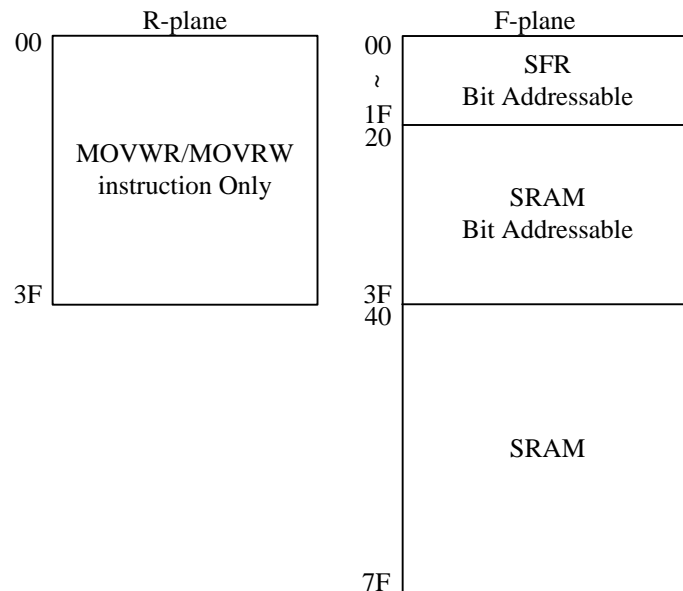 R-plane
00
MOVWR/MOVRW
instruction Only
3F
F-plane
00
~
1F
SFR
Bit Addressable
20
SRAM
Bit Addressable
3F
40
SRAM
7F